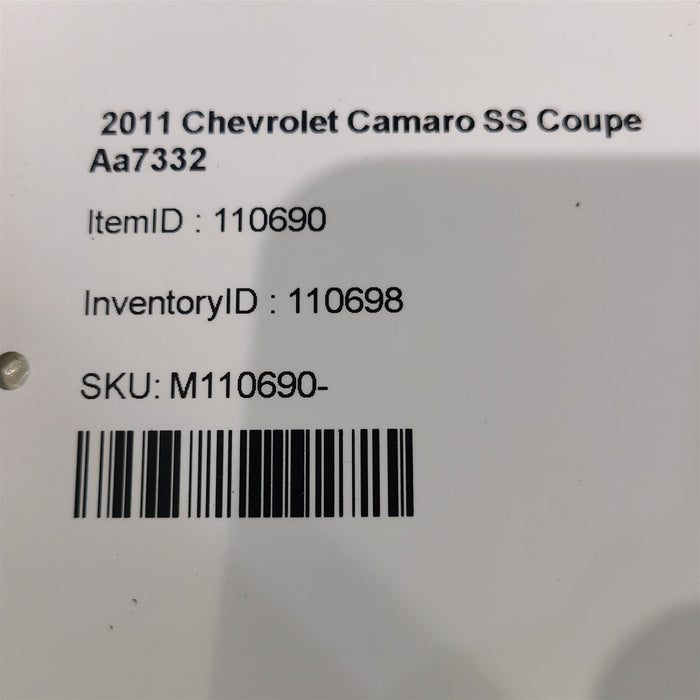 2011 Chevrolet Camaro SS Coupe
Aa7332
ItemID : 110690
InventoryID : 110698
SKU: M110690-